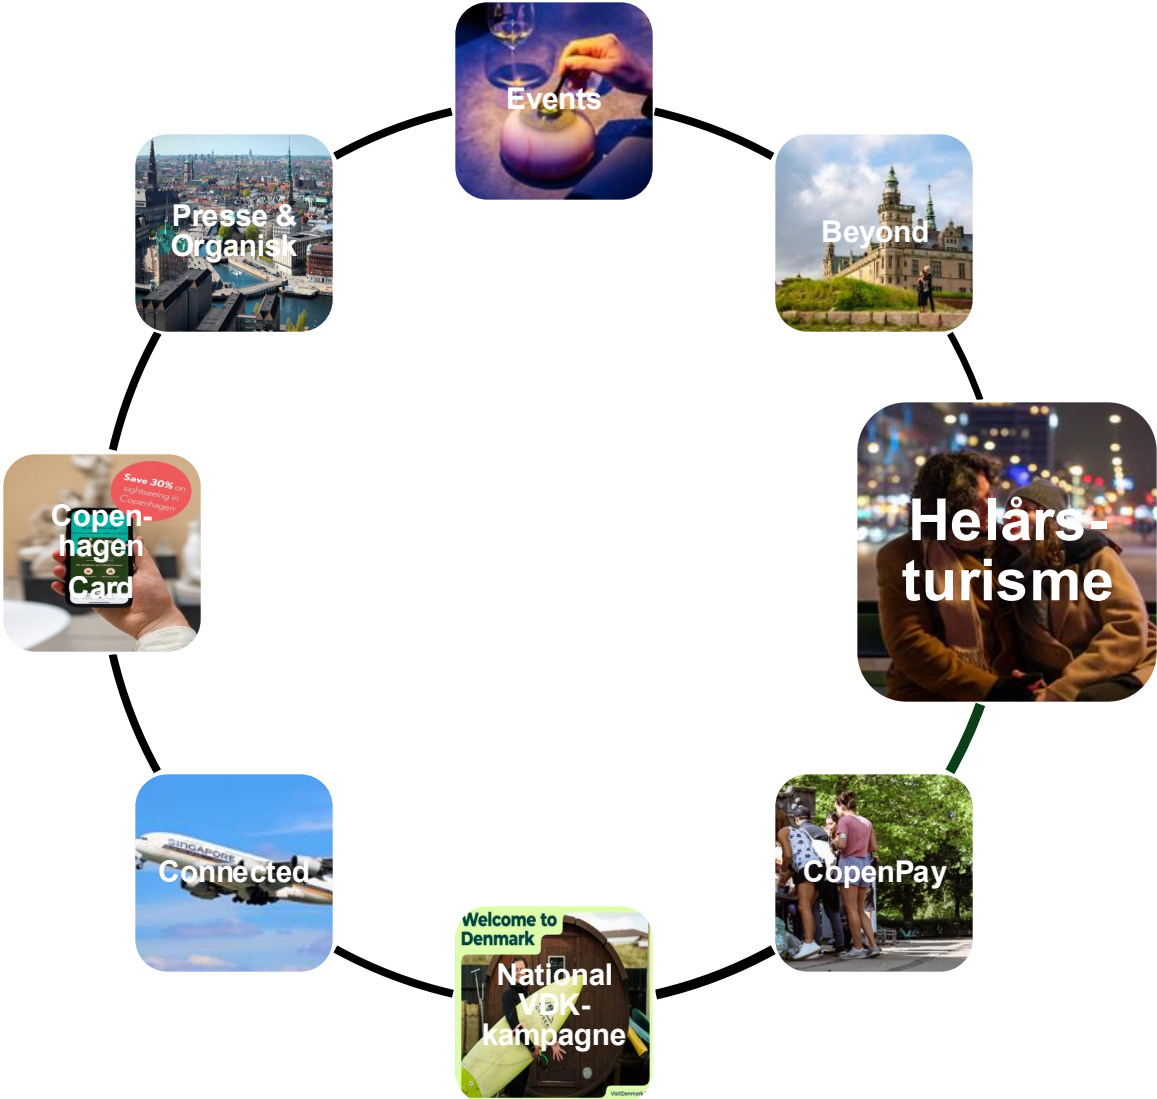 Events
Presse &
Organisk
Beyond
Save 30% on
sightseeing in
Copenhagen
Copen-
hagen
Card
Helårs-
turisme
SINGAPORE
Connected
CopenPay
Welcome to
Denmark
National
VDK-
kampagne
VisitDenmark